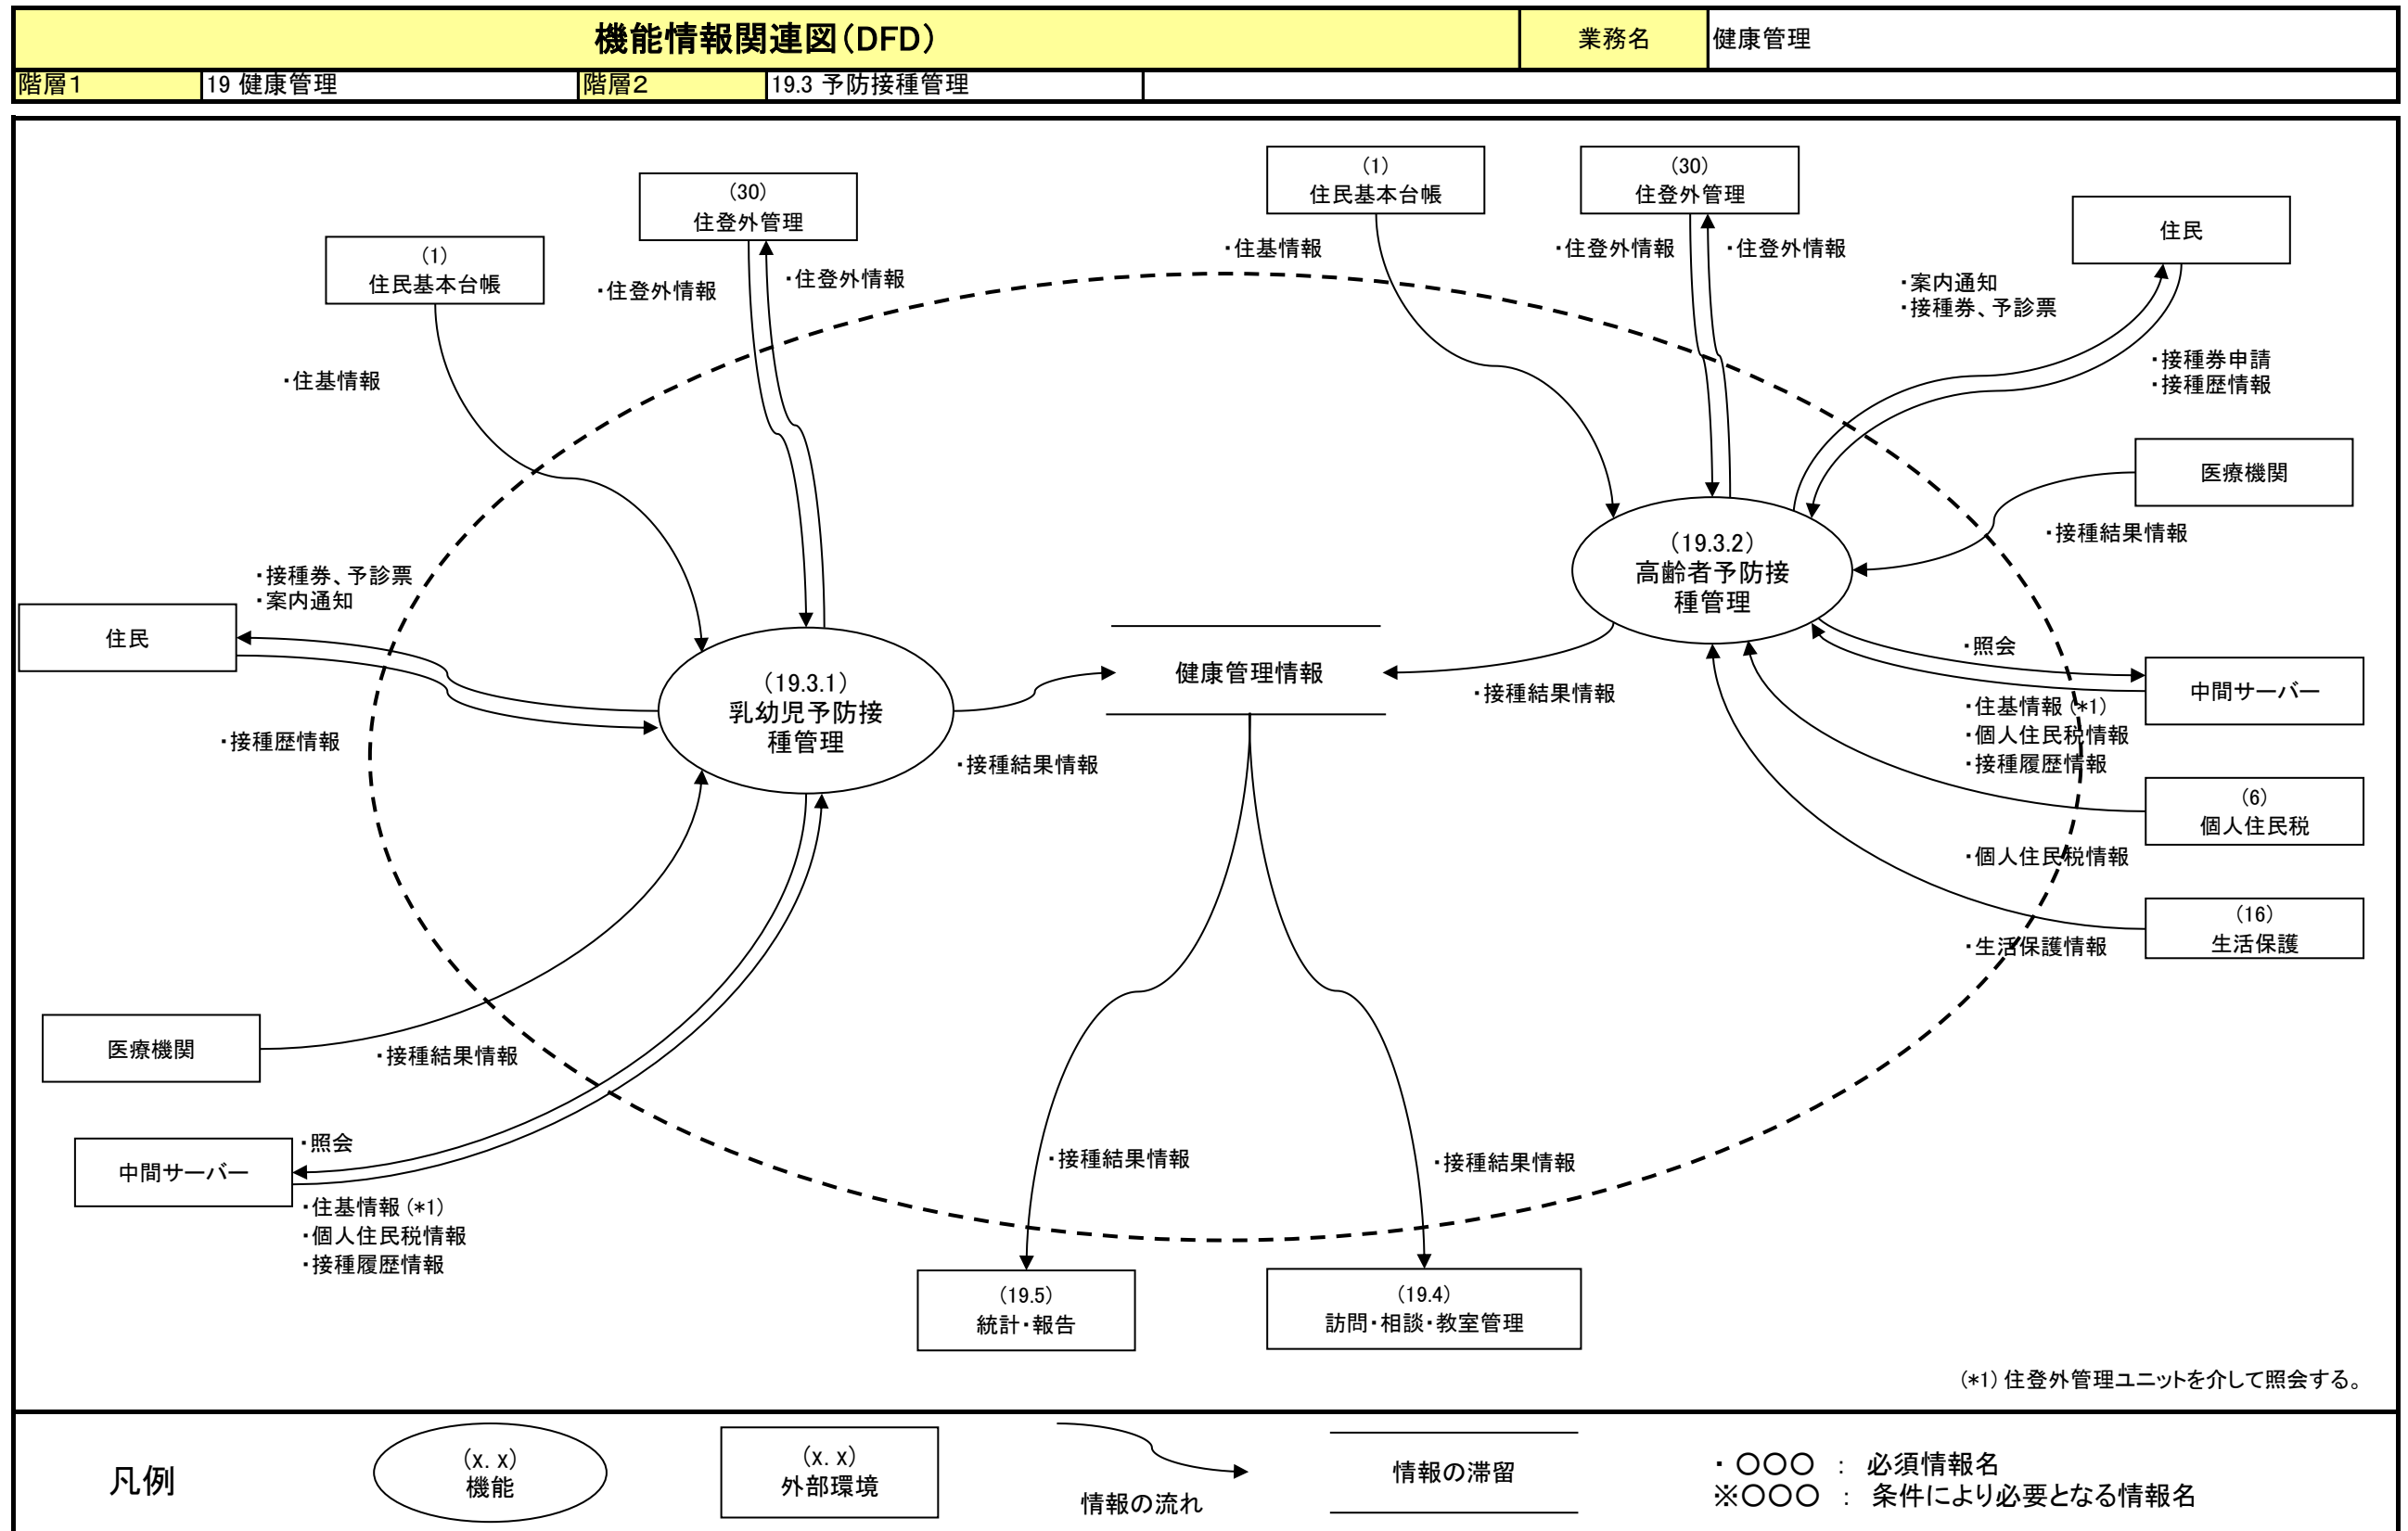 機能情報関連図(DFD)
業務名
健康管理
階層1
19 健康管理
階層2
19.3 予防接種管理
(30)
住登外管理
(1)
住民基本台帳
・住登外情報
・住登外情報
・住基情報
(1)
住民基本台帳
(30)
住登外管理
住民
・住基情報
・住登外情報
・住登外情報
・案内通知
・接種券、予診票
・接種券申請
・接種歴情報
医療機関
・接種結果情報
(19.3.2)
高齢者予防接
種管理
・接種券、予診票
・案内通知
住民
・接種歴情報
(19.3.1)
乳幼児予防接
種管理
・接種結果情報
健康管理情報
・接種結果情報
・照会
中間サーバー
・住基情報(*1)
・個人住民税情報
・接種履歴情報
(6)
個人住民税
・個人住民税情報
(16)
生活保護
・生活保護情報
医療機関
・接種結果情報
・照会
中間サーバー
・住基情報(*1)
・個人住民税情報
・接種履歴情報
・接種結果情報
・接種結果情報
(19.5)
統計・報告
(19.4)
訪問・相談・教室管理
(*1)住登外管理ユニットを介して照会する。
凡例
(x. x)
機能
(x. x)
外部環境
情報の流れ
情報の滞留
・ 〇〇〇 : 必須情報名
※〇〇〇 : 条件により必要となる情報名